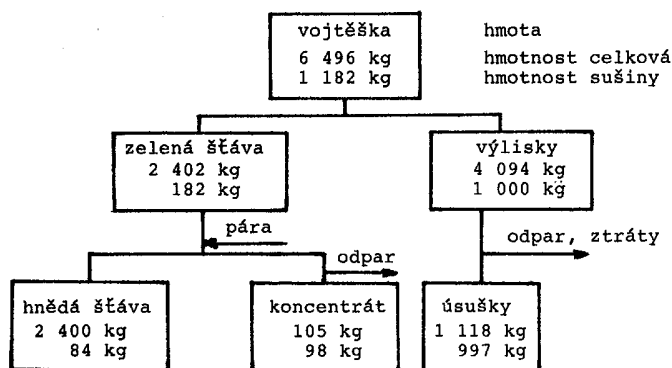 vojtěška
6 496 kg
1 182 kg
hmota
hmotnost celková
hmotnost sušiny
zelená šťáva
2 402 kg
182 kg
výlisky
4 094 kg
1 000 kg
pára
odpar
odpar, ztráty
hnědá šťáva
2 400 kg
84 kg
koncentrát
105 kg
98 kg
úsušky
1 118 kg
997 kg